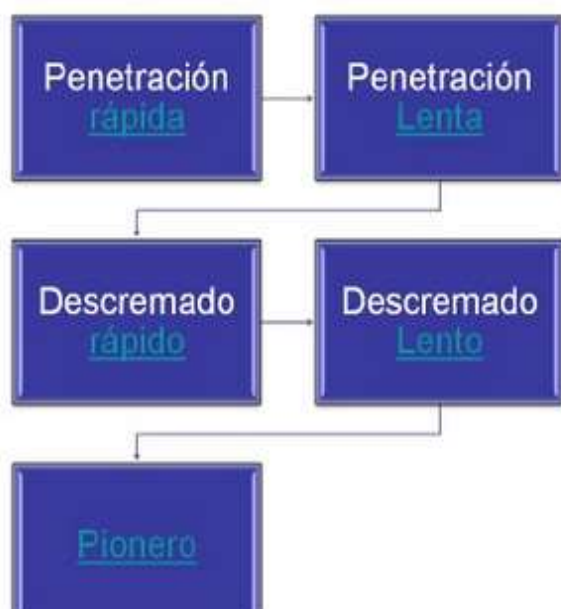 Penetración
rápida
Penetración
Lenta
Descremado
rápido
Descremado
Lento
Pionero